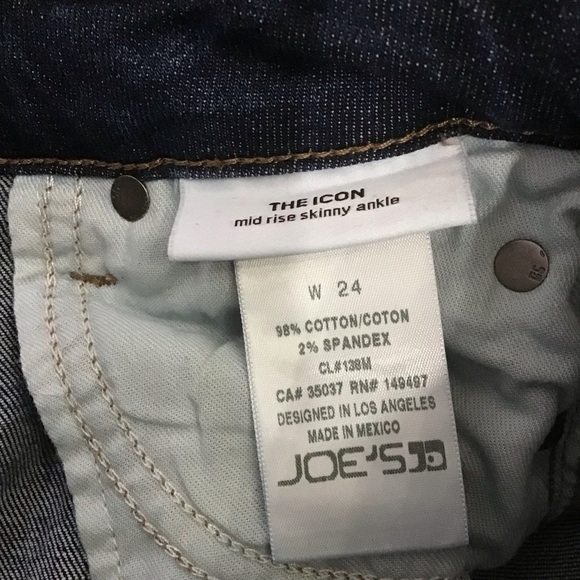 THE ICON
mid rise skinny ankle
W 24
98% COTTON/COTON
2% SPANDEX
CL#138M
CA# 35037 RN# 149497
DESIGNED IN LOS ANGELES
MADE IN MEXICO
JOE'S